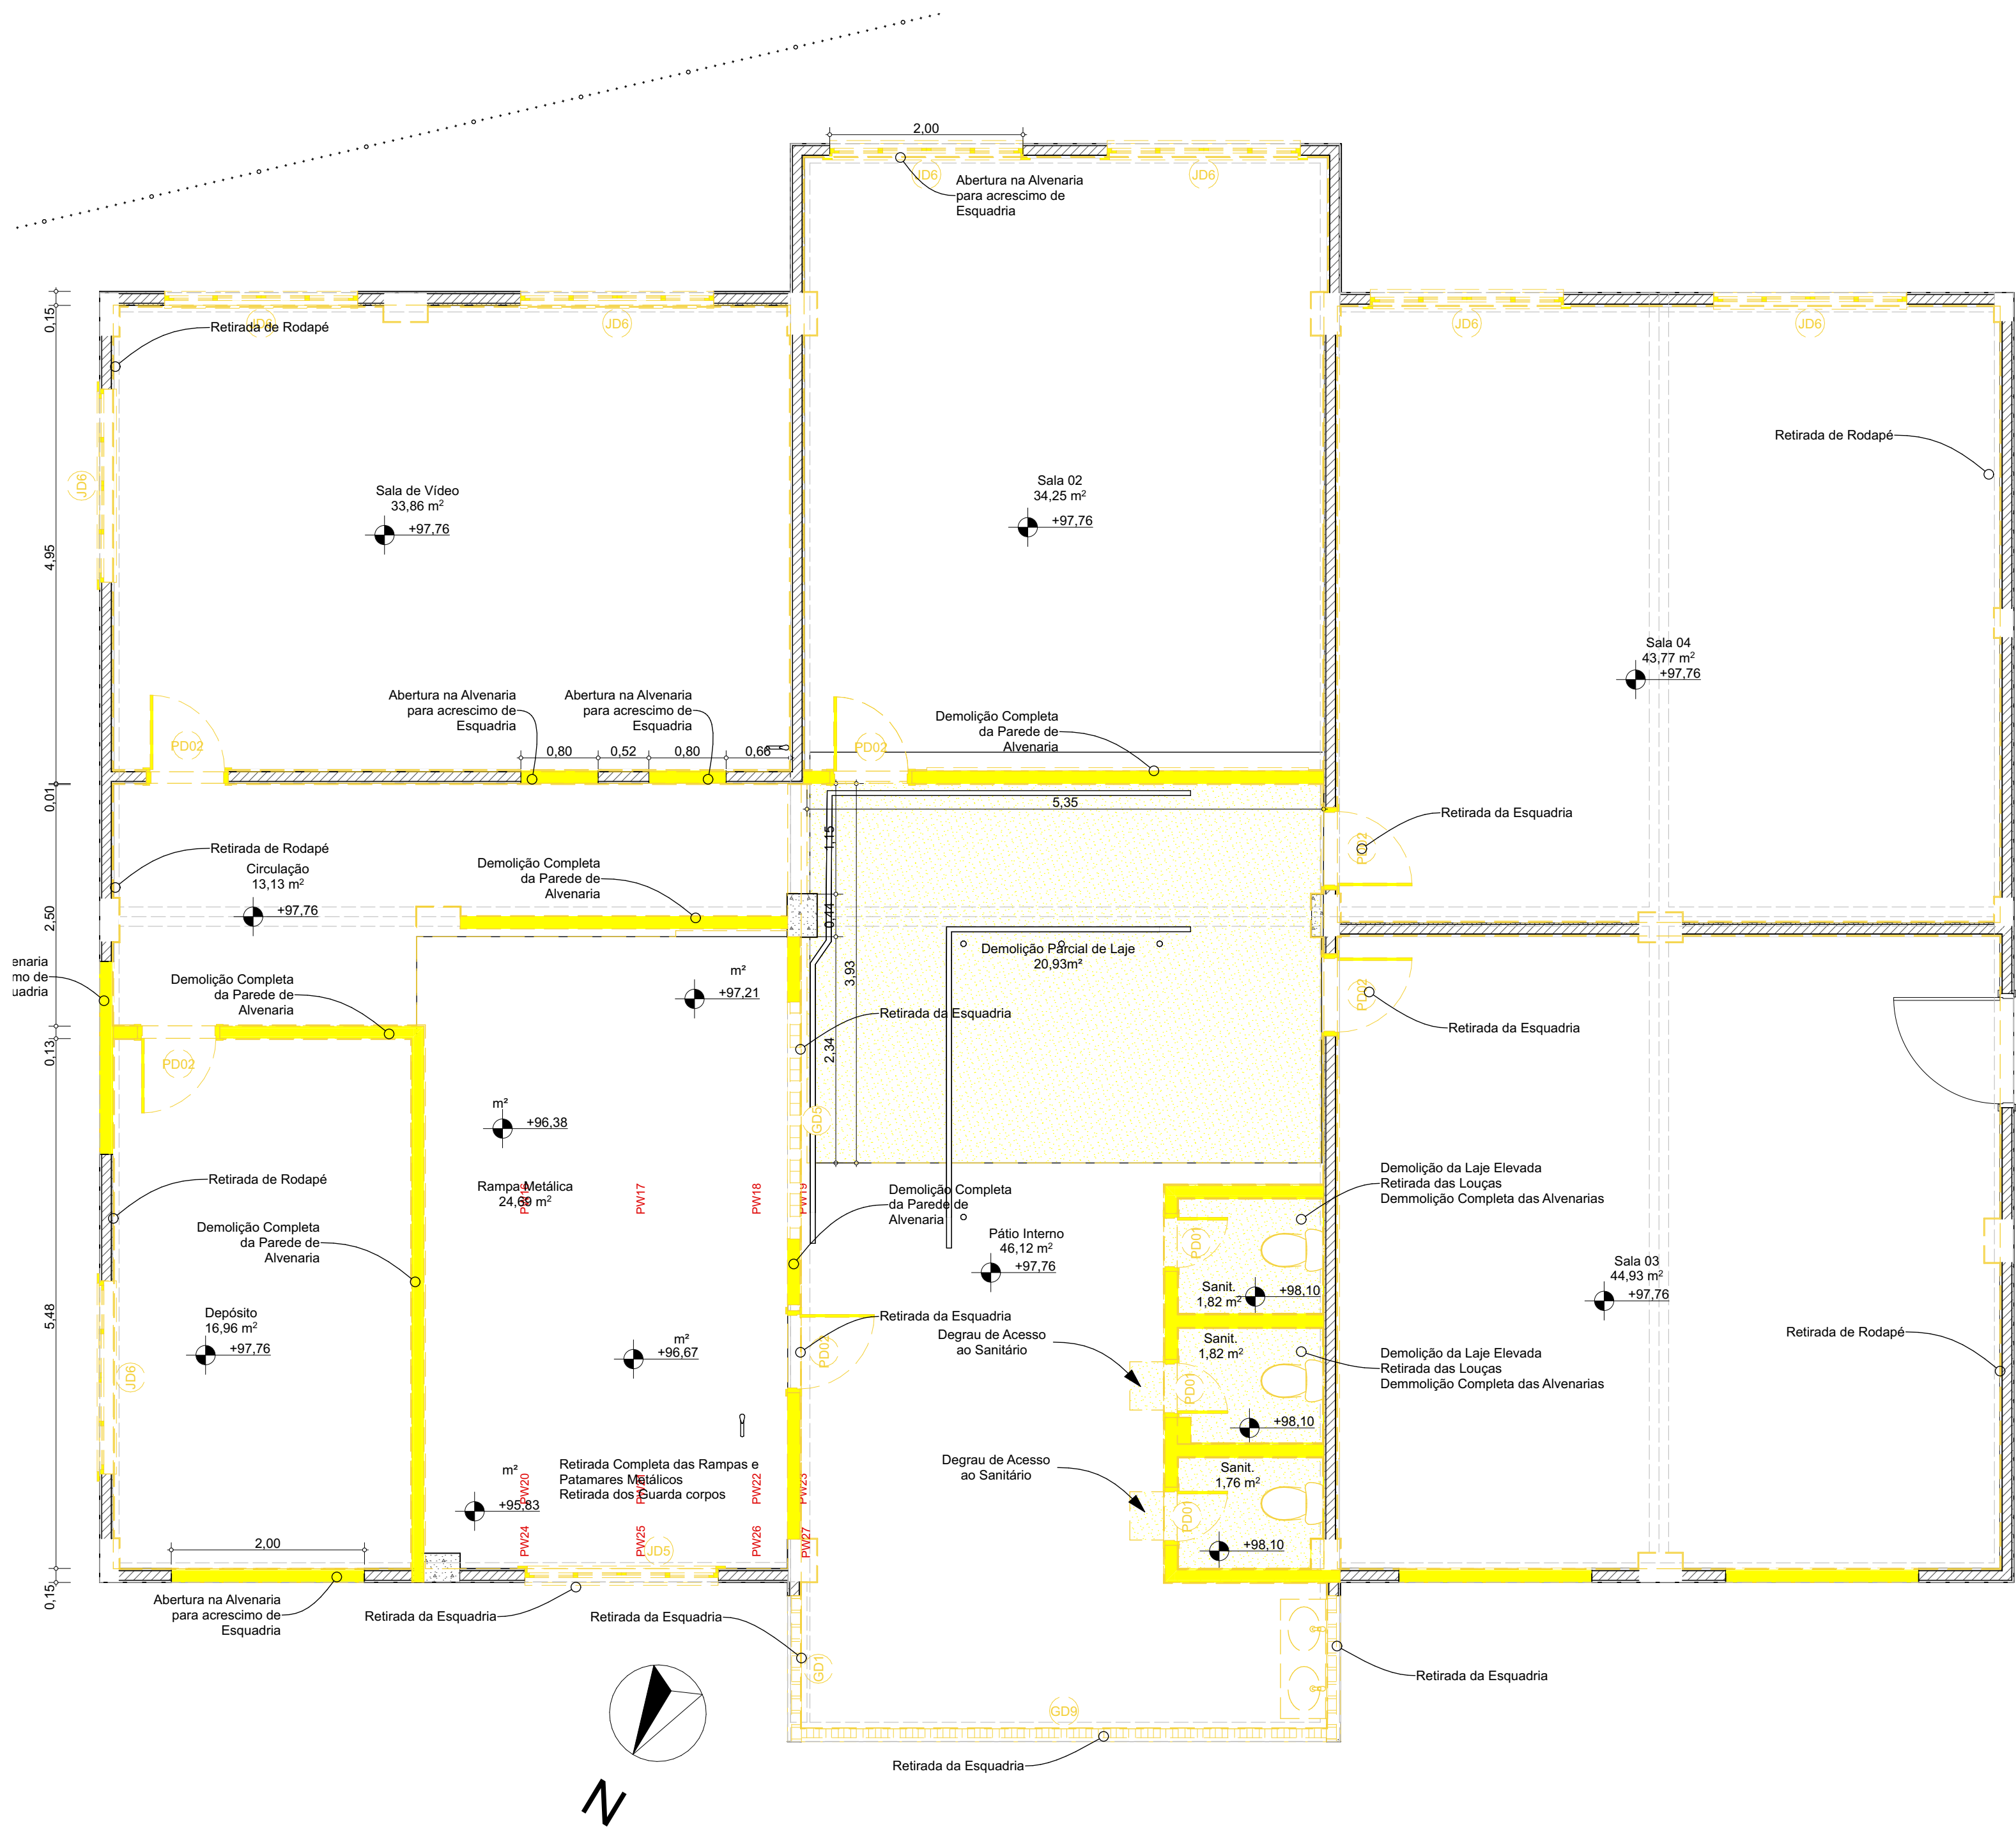 2,00
JD6
JD6
Abertura na Alvenaria
para acrescimo de
Esquadria
0,15
JD6
Retirada de Rodapé
JD6
JD6
JD6
Retirada de Rodapé
JD6
Sala de Vídeo
33,86 m²
+97,76
Sala 02
34,25 m²
+97,76
4,95
Sala 04
43,77 m²
+97,76
Abertura na Alvenaria
para acrescimo de
Esquadria
Abertura na Alvenaria
para acrescimo de
Esquadria
Demolição Completa
da Parede de
Alvenaria
PD02
0,80
0,52
0,80
0,66
PD02
0,01
5,35
1,15
Retirada da Esquadria
PD02
Retirada de Rodapé
Circulação
13,13 m²
+97,76
Demolição Completa
da Parede de
Alvenaria
2,50
0,44
Demolição Parcial de Laje
20,93m²
enaria
mo de
uadria
Demolição Completa
da Parede de
Alvenaria
m²
+97,21
3,93
PD02
Retirada da Esquadria
Retirada da Esquadria
0,13
PD02
2,34
m²
+96,38
GD5
Retirada de Rodapé
Rampa Metálica
24,69 m²
PW16
PW17
PW18
PW19
Demolição Completa
da Parede de
Alvenaria
Demolição da Laje Elevada
Retirada das Louças
Demmolição Completa das Alvenarias
Demolição Completa
da Parede de
Alvenaria
Pátio Interno
46,12 m²
+97,76
PD01
Sanit.
1,82 m²
+98,10
Sala 03
44,93 m²
+97,76
5,48
Depósito
16,96 m²
+97,76
JD6
m²
+96,67
Retirada da Esquadria
PD02
Degrau de Acesso
ao Sanitário
Sanit.
1,82 m²
PD01
+98,10
Demolição da Laje Elevada
Retirada das Louças
Demmolição Completa das Alvenarias
Retirada de Rodapé
Retirada Completa das Rampas e
Patamares Metálicos
Retirada dos Guarda corpos
m²
+95,83
PW20
PW21
PW22
PW23
Degrau de Acesso
ao Sanitário
Sanit.
1,76 m²
PD01
+98,10
PW24
PW25
PW26
PW27
2,00
JD5
0,15
Abertura na Alvenaria
para acrescimo de
Esquadria
Retirada da Esquadria
Retirada da Esquadria
GD1
Retirada da Esquadria
GD9
Retirada da Esquadria
N